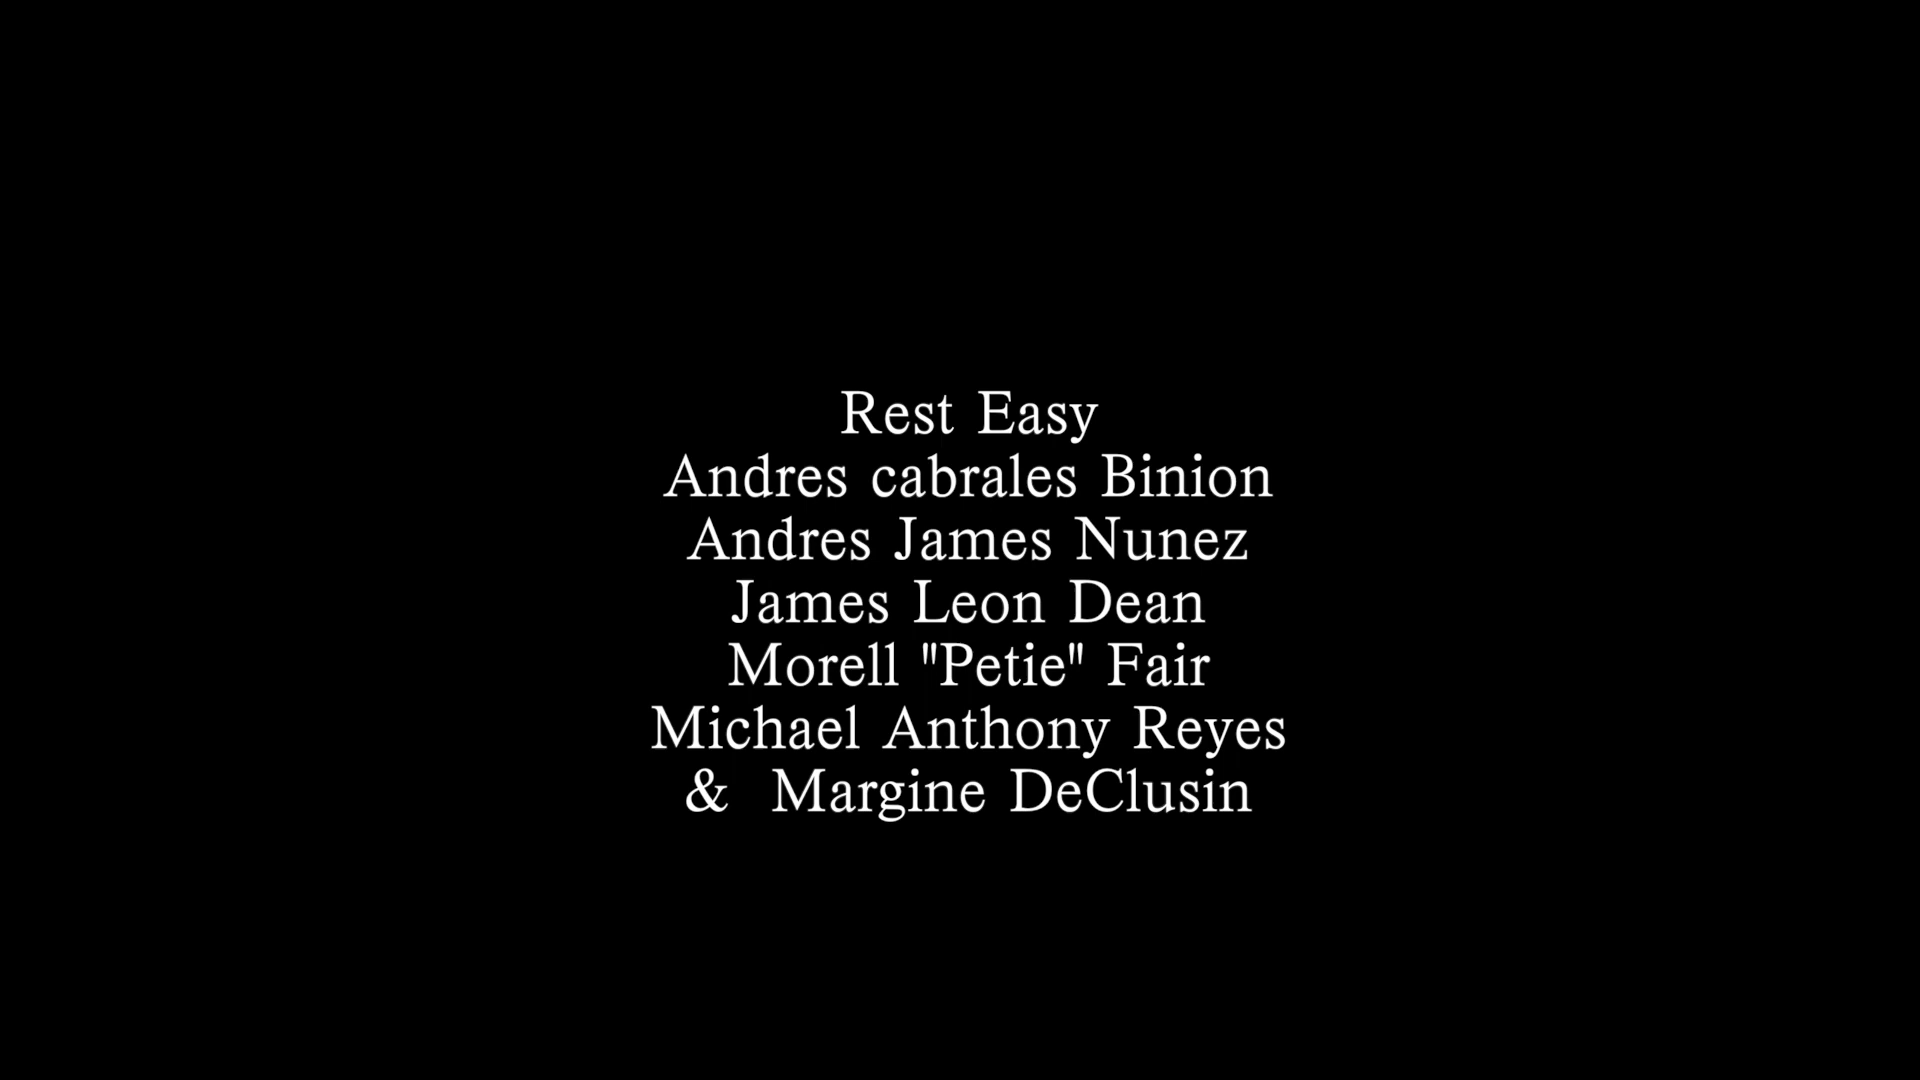 Rest Easy
Andres cabrales Binion
Andres James Nunez
James Leon Dean
Morell "Petie" Fair
Michael Anthony Reyes
& Margine DeClusin